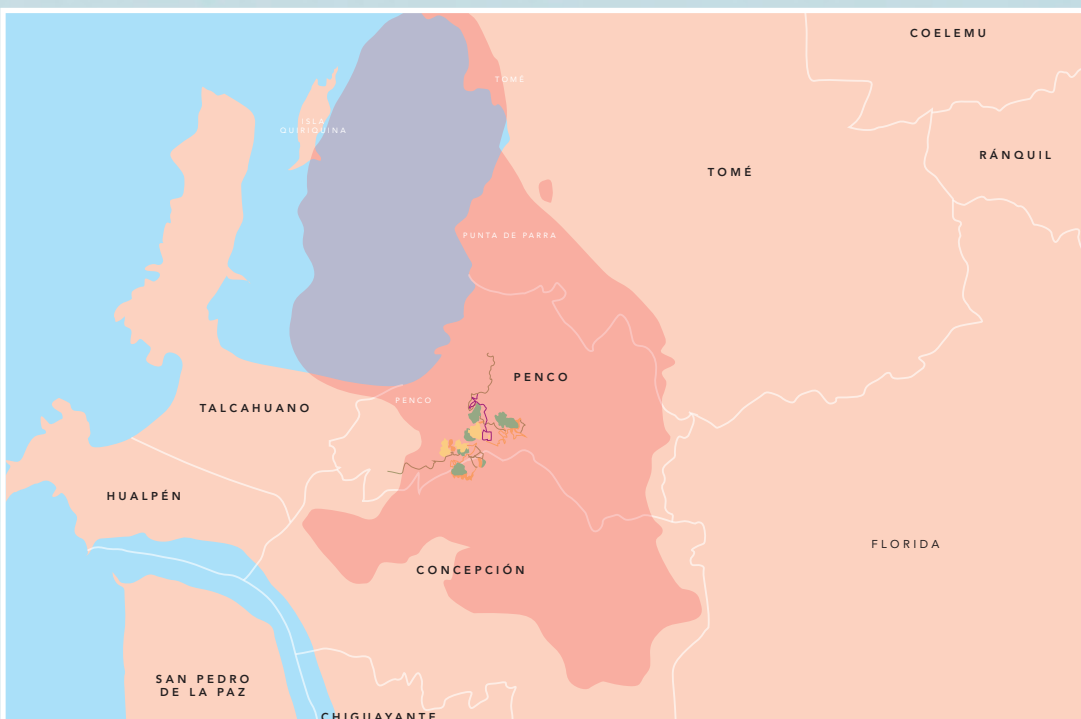 COELEMU
TOMÉ
ISLA
QUIRIQUINA
RÁNQUIL
TOMÉ
PUNTA DE PARRA
PENCO
PENCO
TALCAHUANO
HUALPÉN
FLORIDA
CONCEPCIÓN
SAN PEDRO
DE LA PAZ
CHIGUAYANTE